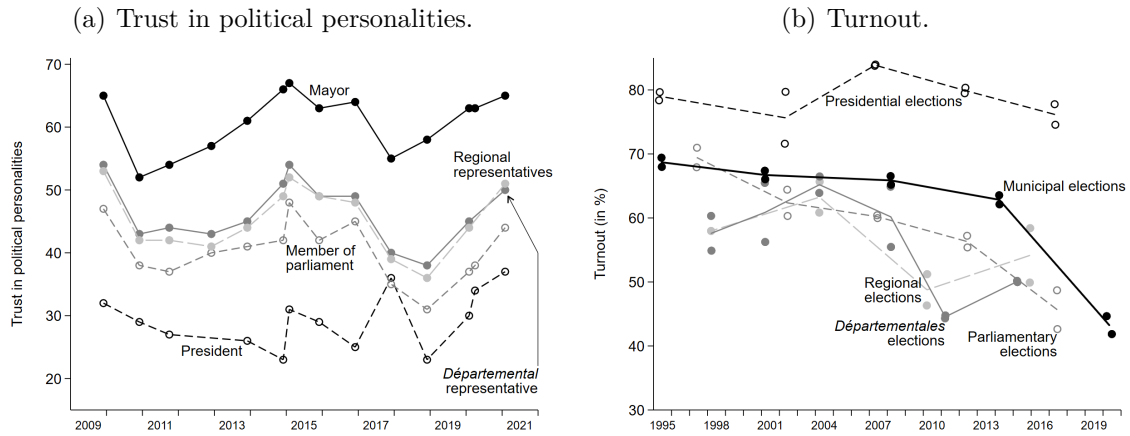 (a) Trust in political personalities.
Trust in political personalities
70
60
50
40
30
20
Mayor
Regional
representatives
Member of
parliament
President
Départemental
representative
2009
2011
2013
2015
2017
2019
2021
(b) Turnout.
Turnout (in %)
80
70
60
50
40
30
Presidential elections
Municipal elections
Regional
elections
Départementales
elections
Parliamentary
elections
1995
1998
2001
2004
2007
2010
2013
2016
2019